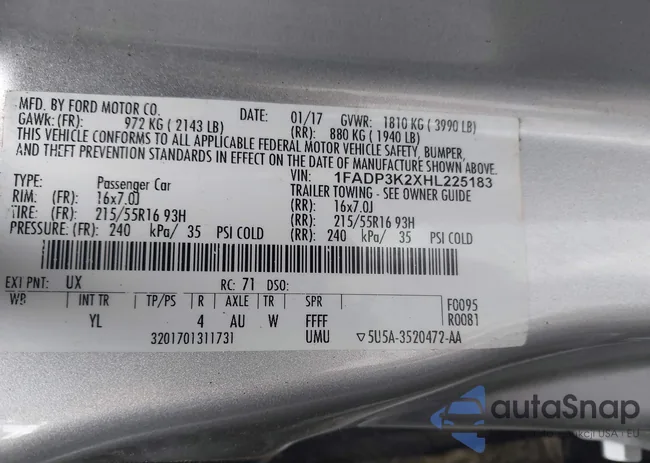 MFD. BY FORD MOTOR CO. DATE: 01/17 GVWR: 1810 KG ( 3990 LB)
GAWR: (FR): 972 KG ( 2143 LB) (RR): 880 KG ( 1940 LB)
THIS VEHICLE CONFORMS TO ALL APPLICABLE FEDERAL MOTOR VEHICLE SAFETY, BUMPER,
AND THEFT PREVENTION STANDARDS IN EFFECT ON THE DATE OF MANUFACTURE SHOWN ABOVE.
VIN: 1FADP3K2XHL225183
TYPE: Passenger Car TRAILER TOWING - SEE OWNER GUIDE
RIM: (FR): 16x7.0J (RR): 16x7.0J
TIRE: (FR): 215/55R16 93H (RR): 215/55R16 93H
PRESSURE: (FR): 240 kPa/ 35 PSI COLD (RR): 240 kPa/ 35 PSI COLD
EXT PNT: UX RC: 71 DSO:
WB INT TR TP/PS R AXLE TR SPR F0095
YL 4 AU W FFFF R0081
3201701311731 UMU ▽5U5A-3520472-AA
autoSnap
USA EU